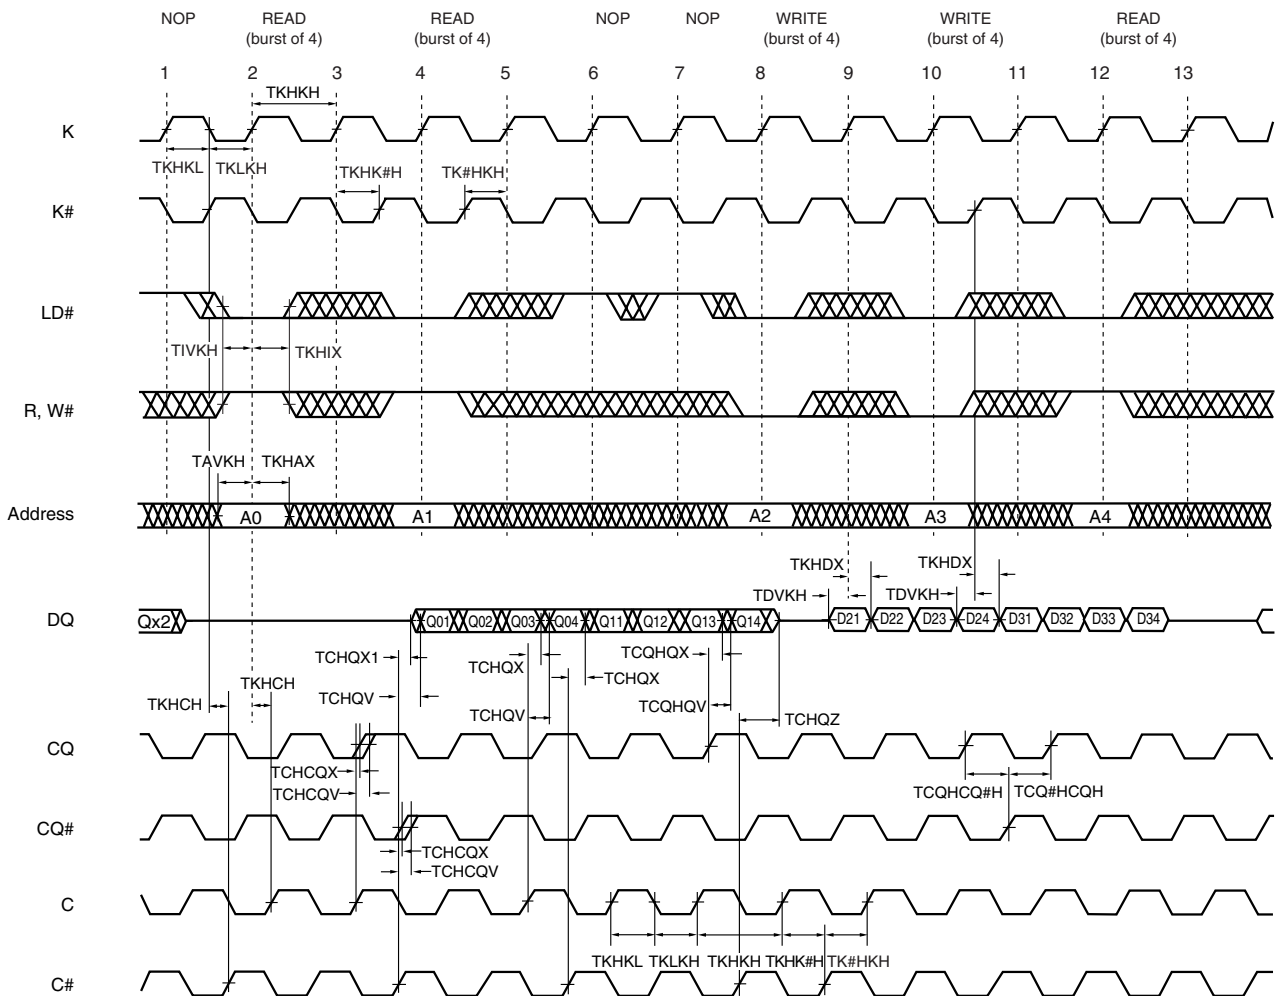 NOP READ READ NOP NOP WRITE WRITE READ
(burst of 4) (burst of 4) (burst of 4) (burst of 4) (burst of 4)
1 2 3 4 5 6 7 8 9 10 11 12 13
TKHKH
K
TKHKL TKLKH TKHK#H TK#HKH
K#
LD#
TIVKH TKHIX
R, W#
TAVKH TKHAX
Address A0 A1 A2 A3 A4
TKHDX TKHDX
TDVKH TDVKH
DQ Qx2 Q01 Q02 Q03 Q04 Q11 Q12 Q13 Q14 D21 D22 D23 D24 D31 D32 D33 D34
TCHQX1 TCHQX TCQHQX
TCHQX
TKHCH TKHCH TCHQV TCHQV TCQHQV TCHQZ
CQ
TCHCQX
TCHCQV TCQHCQ#H TCQ#HCQH
CQ#
TCHCQX
TCHCQV
C
TKHKL TKLKH TKHKH TKHK#H TK#HKH
C#